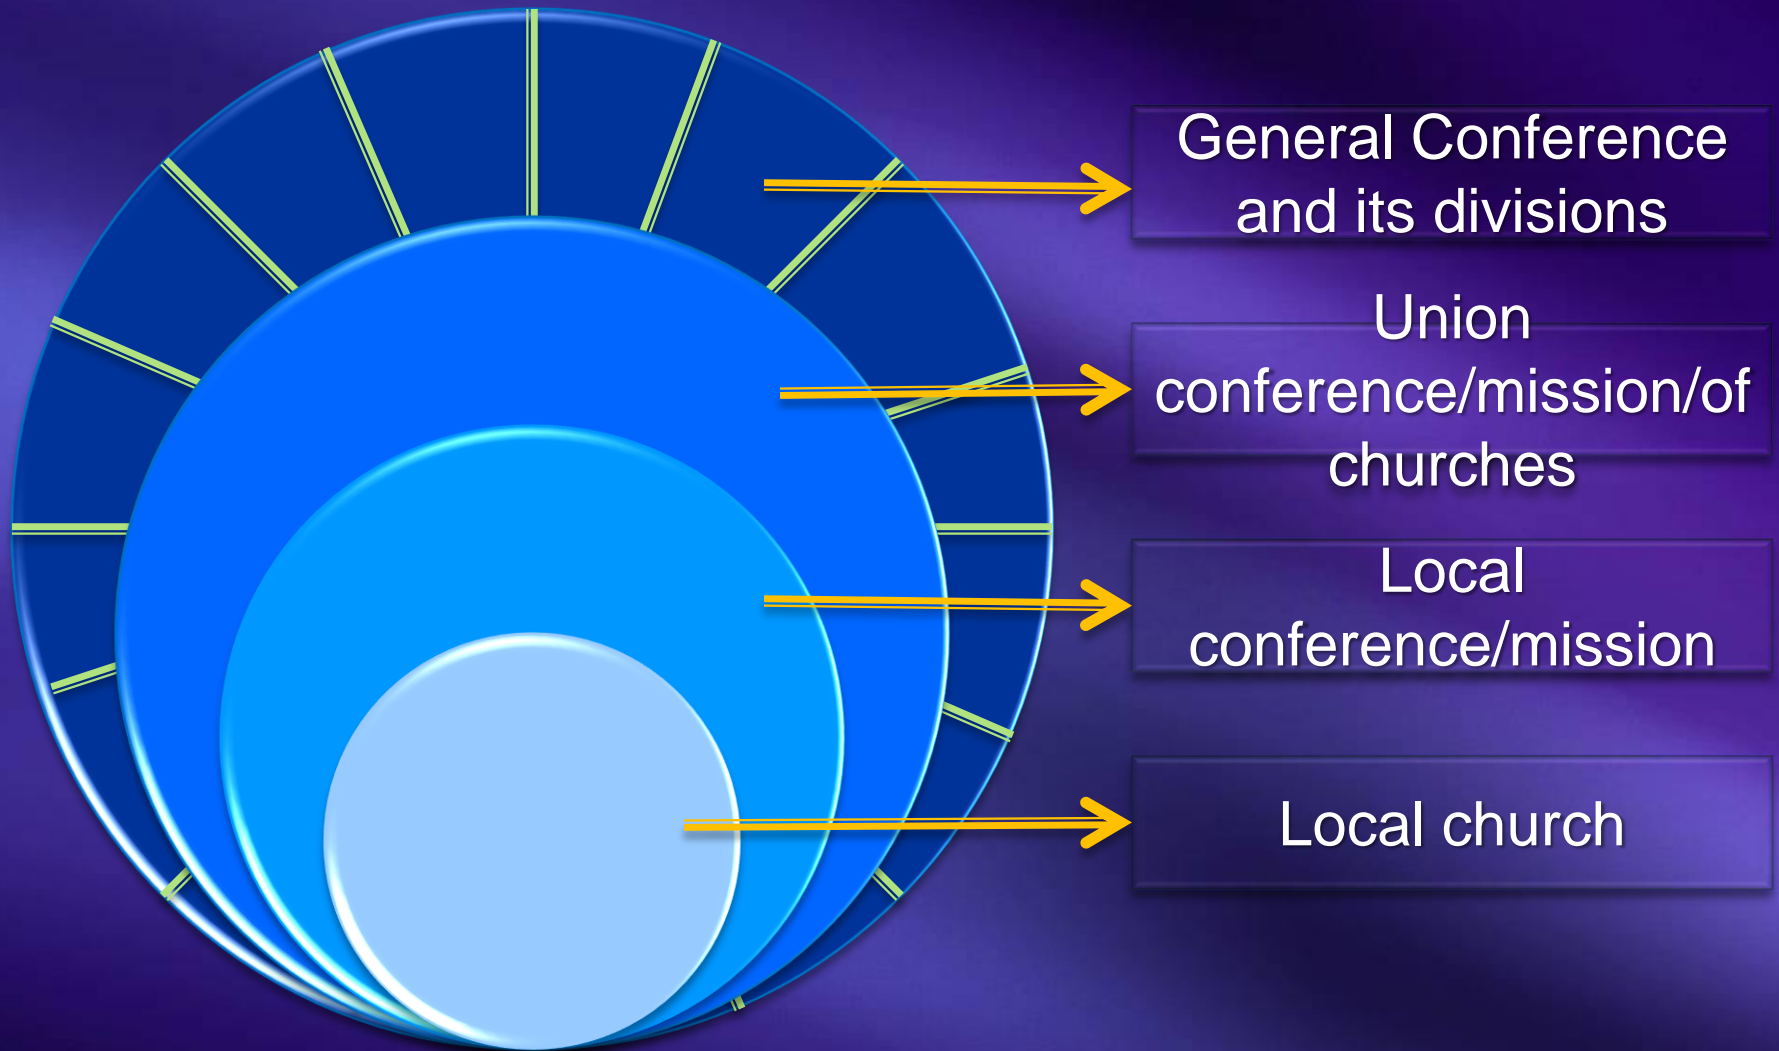 General Conference
and its divisions
Union
conference/mission/of
churches
Local
conference/mission
Local church